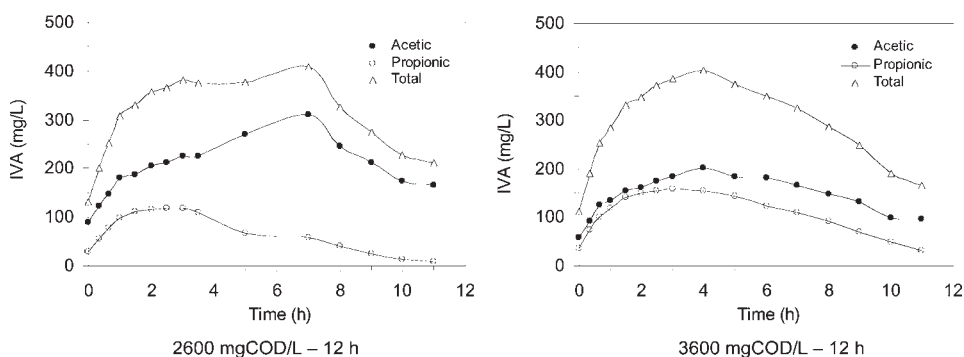 500
400
300
200
100
0
IVA (mg/L)
Acetic
Propionic
Total
0 2 4 6 8 10 12
Time (h)
2600 mgCOD/L – 12 h
500
400
300
200
100
0
IVA (mg/L)
Acetic
Propionic
Total
0 2 4 6 8 10 12
Time (h)
3600 mgCOD/L – 12 h